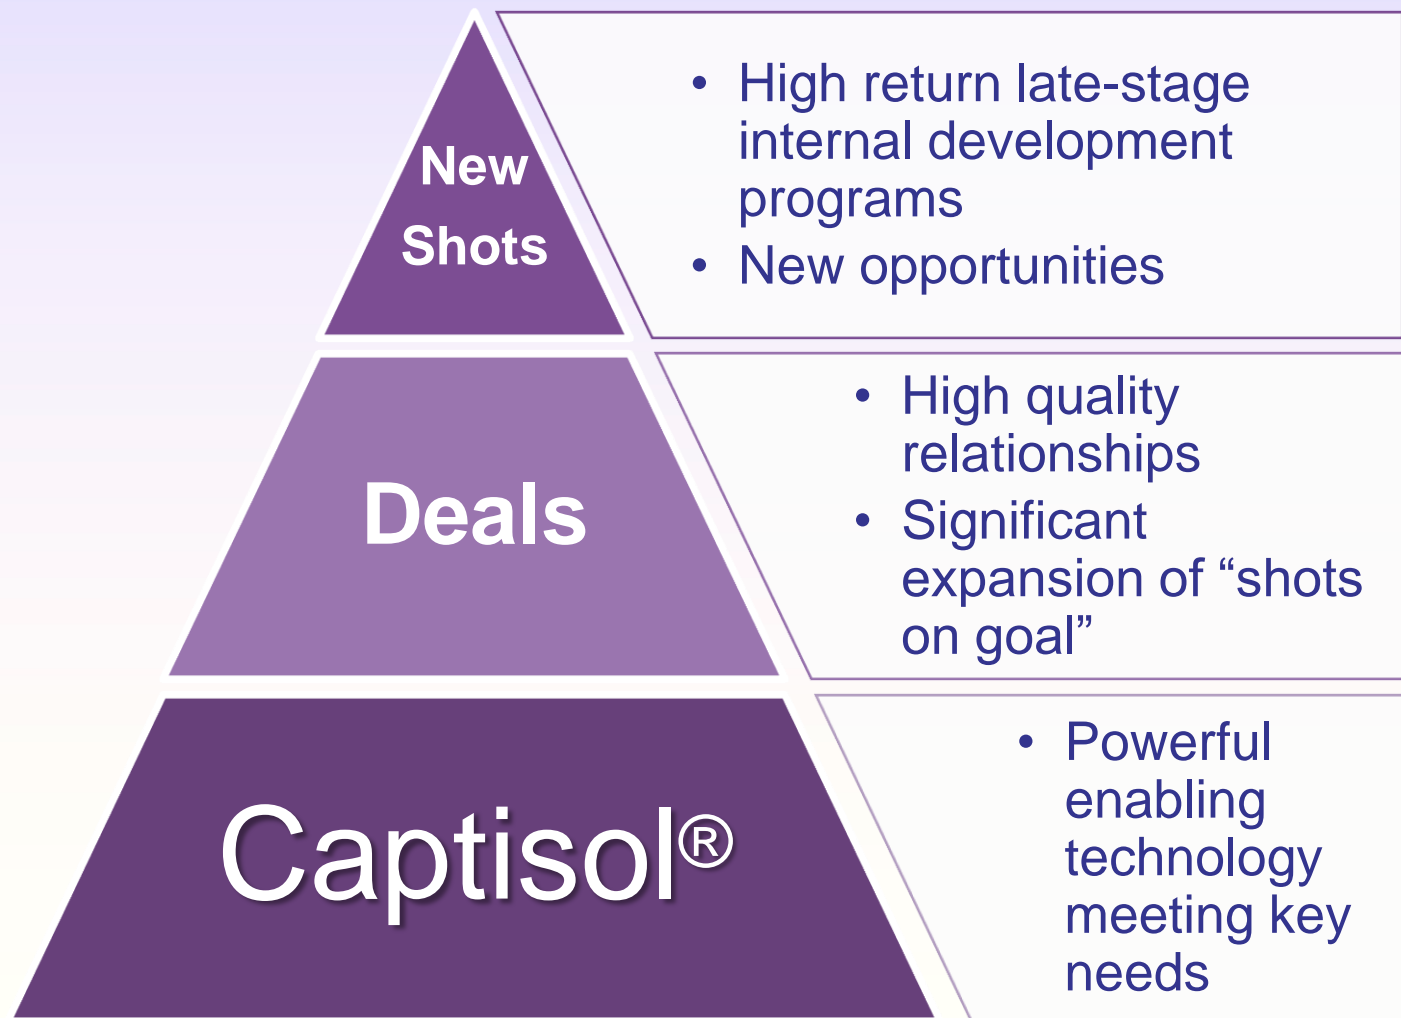 New
Shots
• High return late-stage
internal development
programs
• New opportunities
Deals
• High quality
relationships
• Significant
expansion of “shots
on goal”
Captisol®
• Powerful
enabling
technology
meeting key
needs